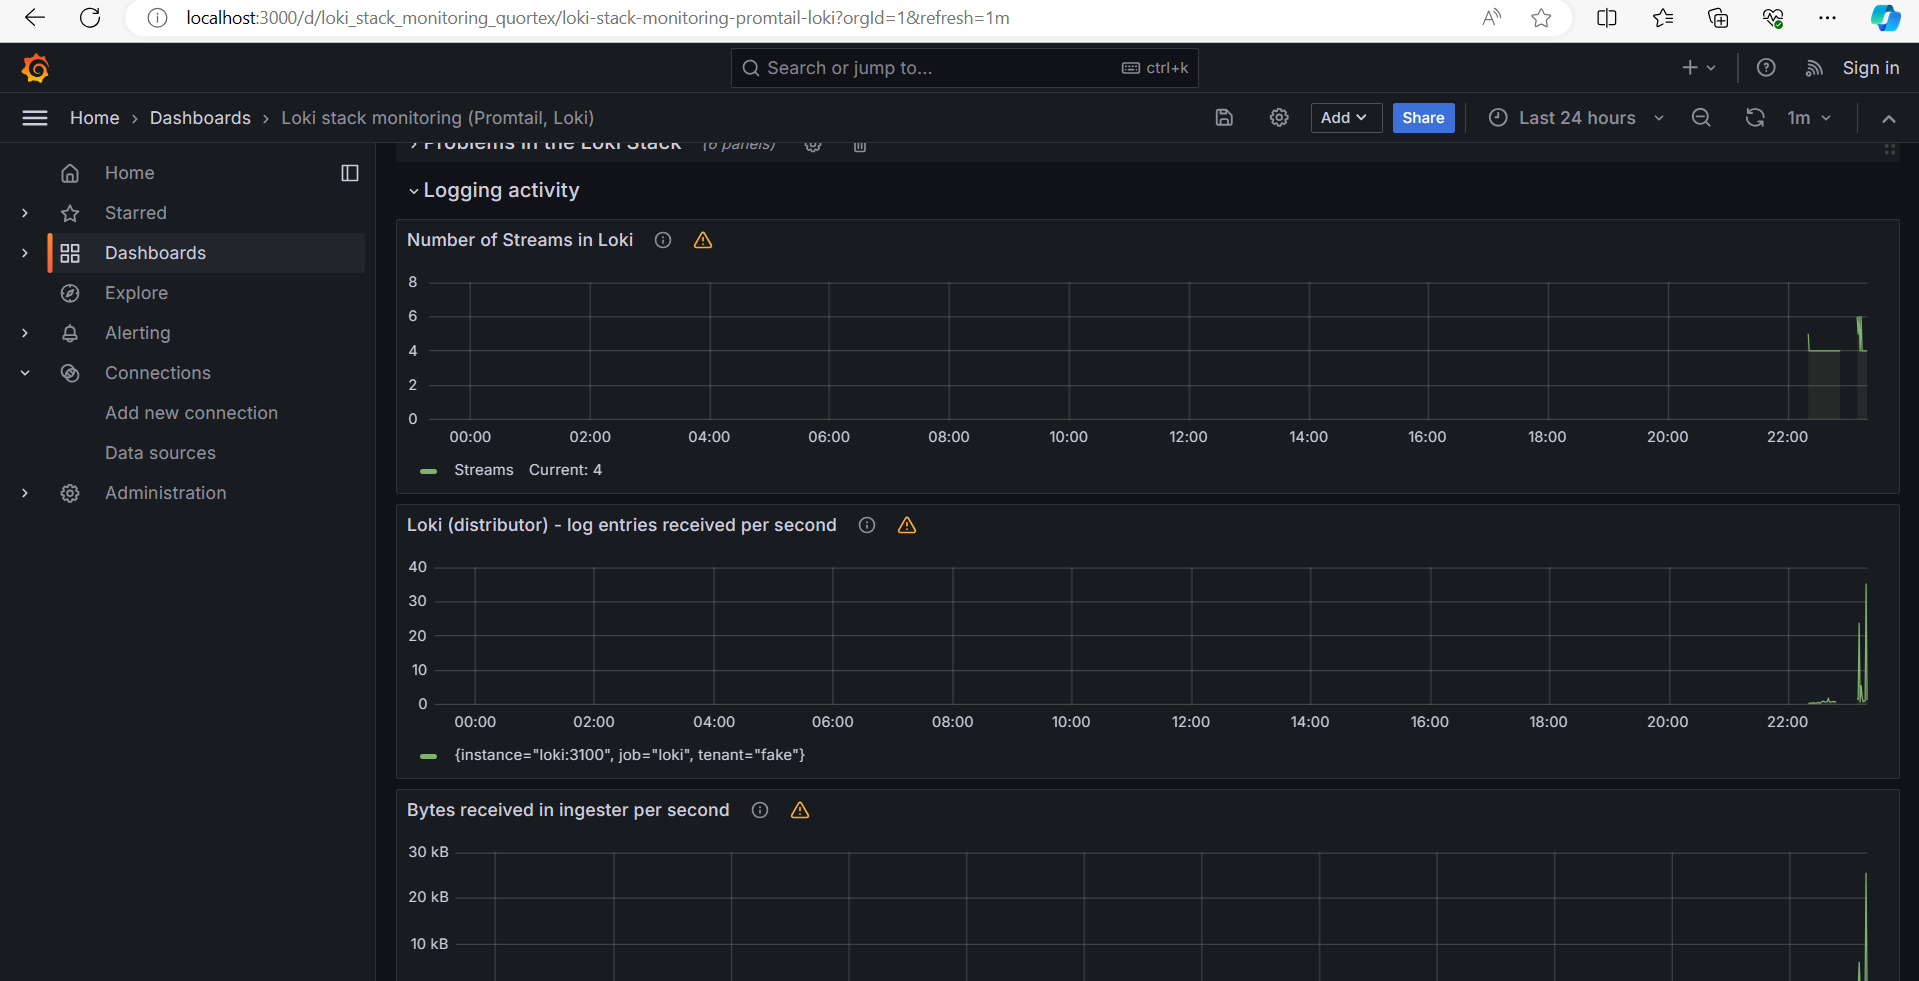 localhost:3000/d/loki_stack_monitoring_quortex/loki-stack-monitoring-promtail-loki?orgId=1&refresh=1m
Search or jump to... ctrl+k
Sign in
Home › Dashboards › Loki stack monitoring (Promtail, Loki)
Add
Share
Last 24 hours
1m
Home
Starred
Dashboards
Explore
Alerting
Connections
Add new connection
Data sources
Administration
Problems in the Loki Stack (6 panels)
Logging activity
Number of Streams in Loki
8
6
4
2
0
00:00 02:00 04:00 06:00 08:00 10:00 12:00 14:00 16:00 18:00 20:00 22:00
Streams Current: 4
Loki (distributor) - log entries received per second
40
30
20
10
0
00:00 02:00 04:00 06:00 08:00 10:00 12:00 14:00 16:00 18:00 20:00 22:00
{instance="loki:3100", job="loki", tenant="fake"}
Bytes received in ingester per second
30 kB
20 kB
10 kB